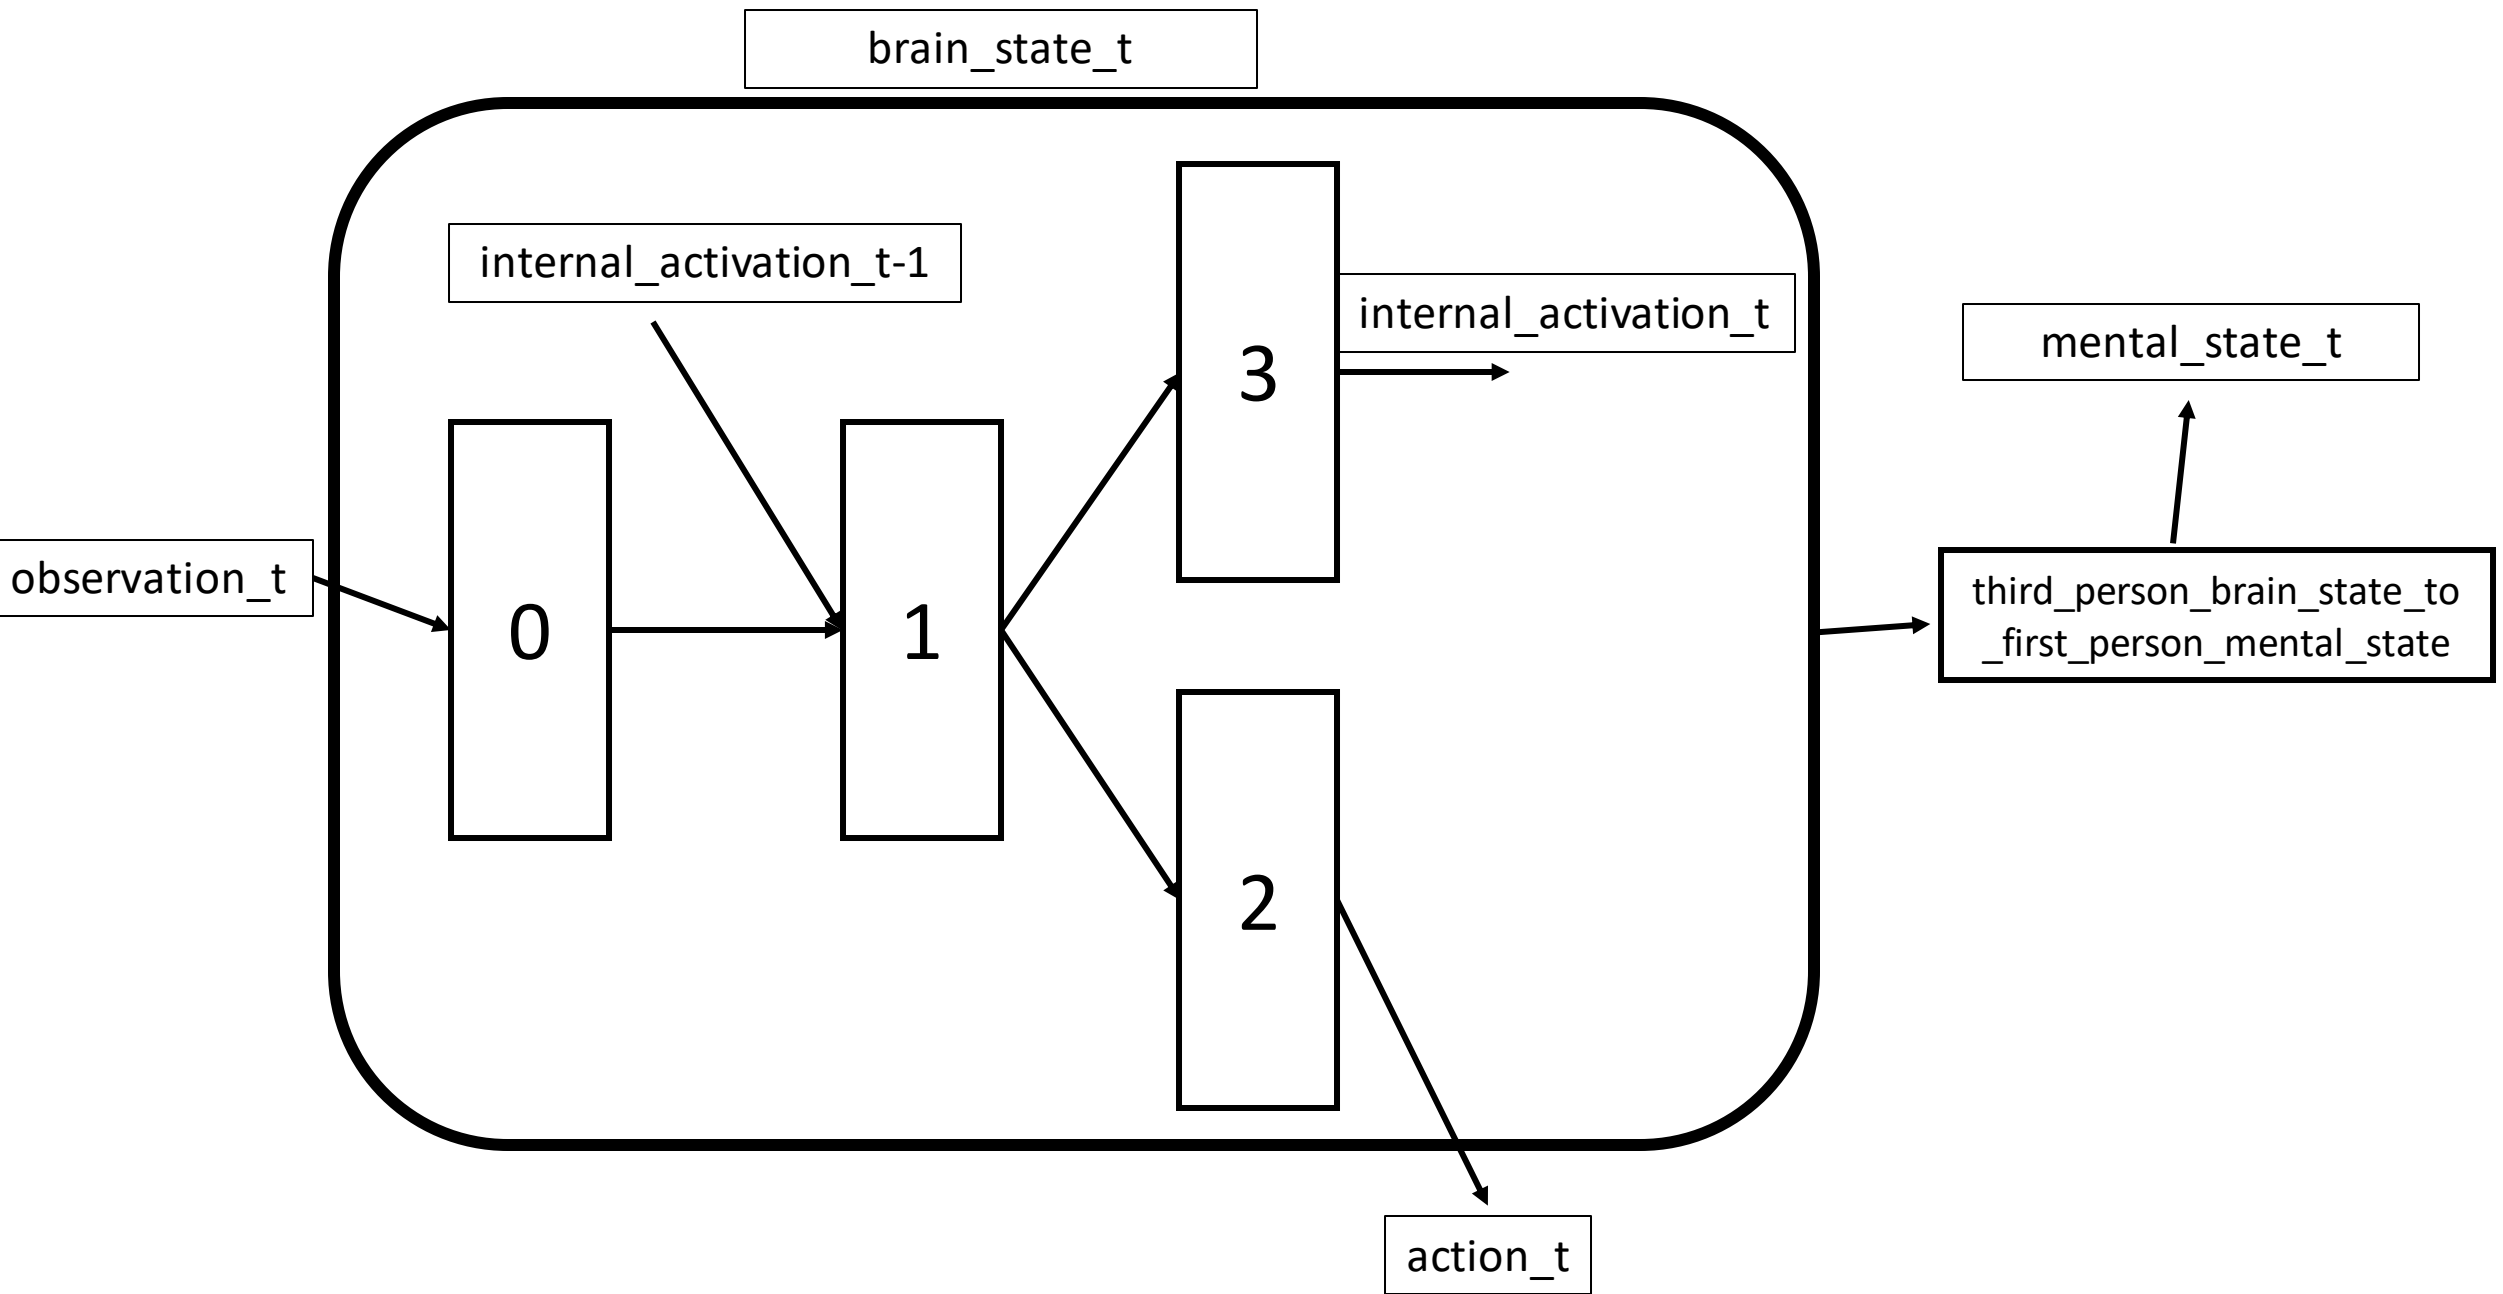 brain_state_t
internal_activation_t-1
3
internal_activation_t
mental_state_t
observation_t
0
1
third_person_brain_state_to
_first_person_mental_state
2
action_t